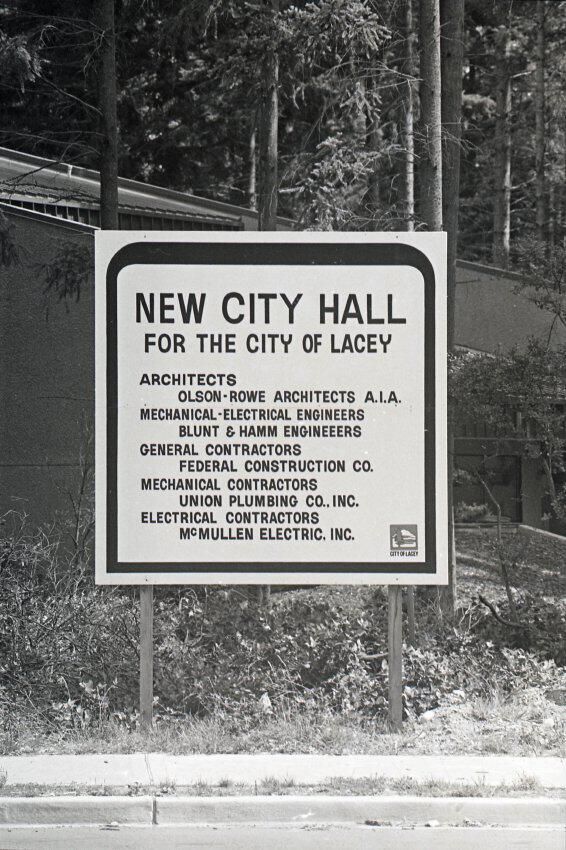 NEW CITY HALL
FOR THE CITY OF LACEY
ARCHITECTS
OLSON-ROWE ARCHITECTS A.I.A.
MECHANICAL-ELECTRICAL ENGINEERS
BLUNT & HAMM ENGINEEERS
GENERAL CONTRACTORS
FEDERAL CONSTRUCTION CO.
MECHANICAL CONTRACTORS
UNION PLUMBING CO., INC.
ELECTRICAL CONTRACTORS
McMULLEN ELECTRIC, INC.
CITY OF LACEY